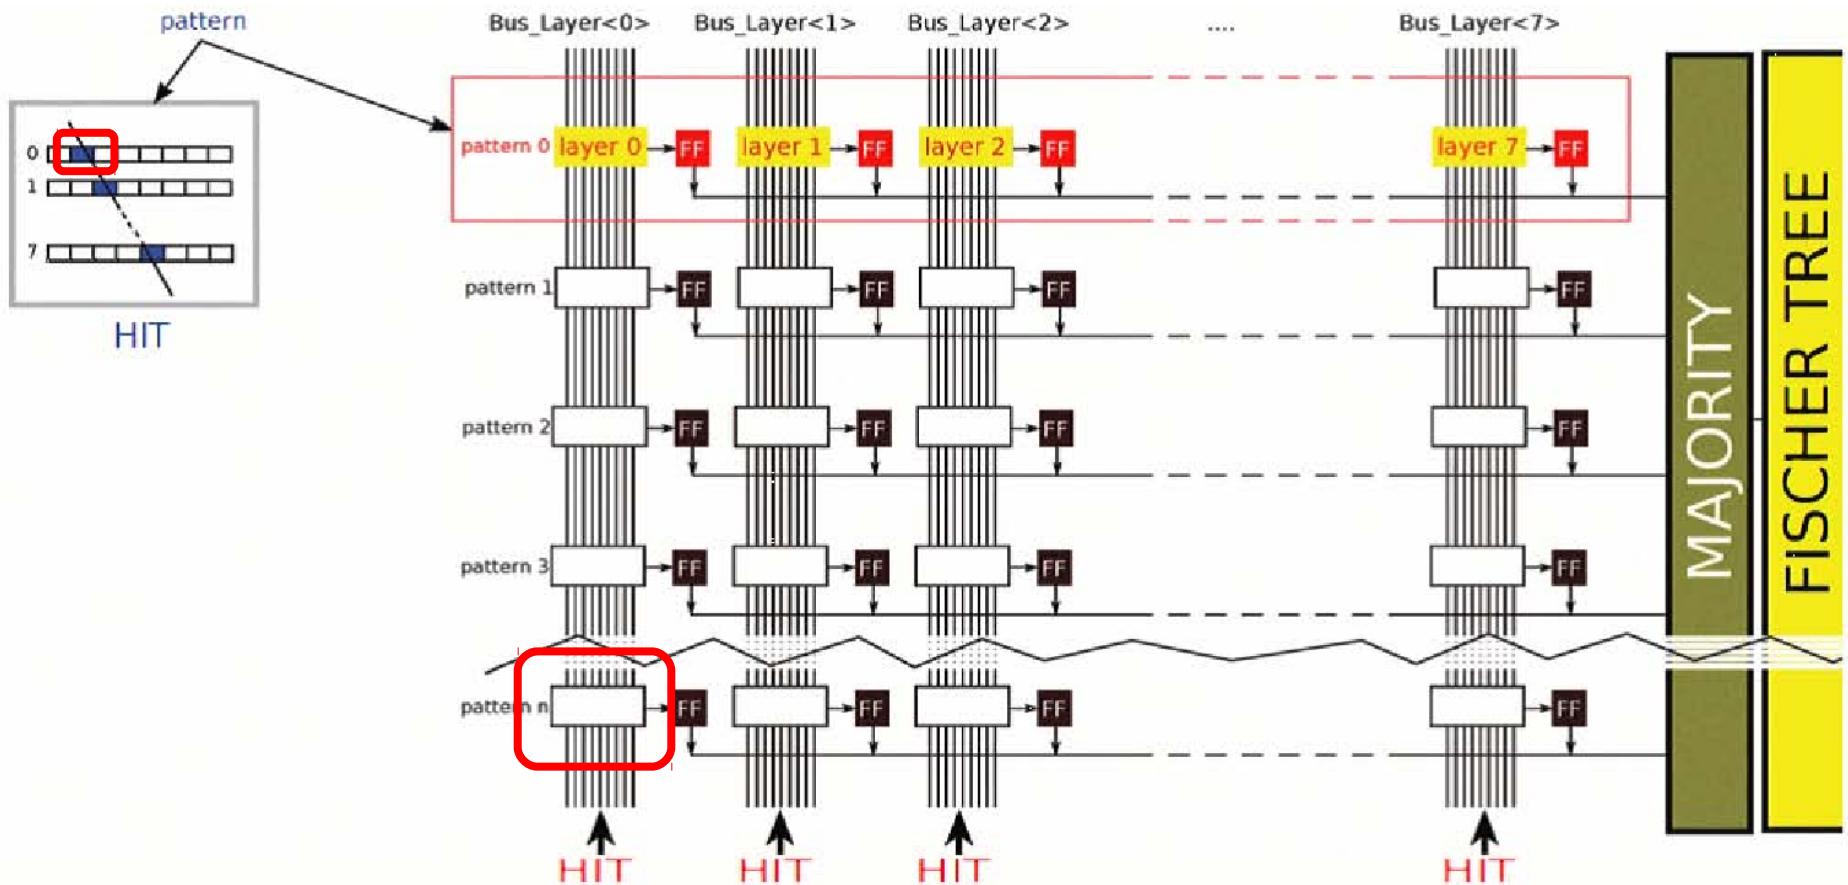 pattern
Bus_Layer<0> Bus_Layer<1> Bus_Layer<2> .... Bus_Layer<7>
0
1
7
HIT
pattern 0 layer 0 FF layer 1 FF layer 2 FF layer 7 FF
pattern 1 FF FF FF FF
pattern 2 FF FF FF FF
pattern 3 FF FF FF FF
pattern n FF FF FF FF
HIT HIT HIT HIT
MAJORITY
FISCHER TREE